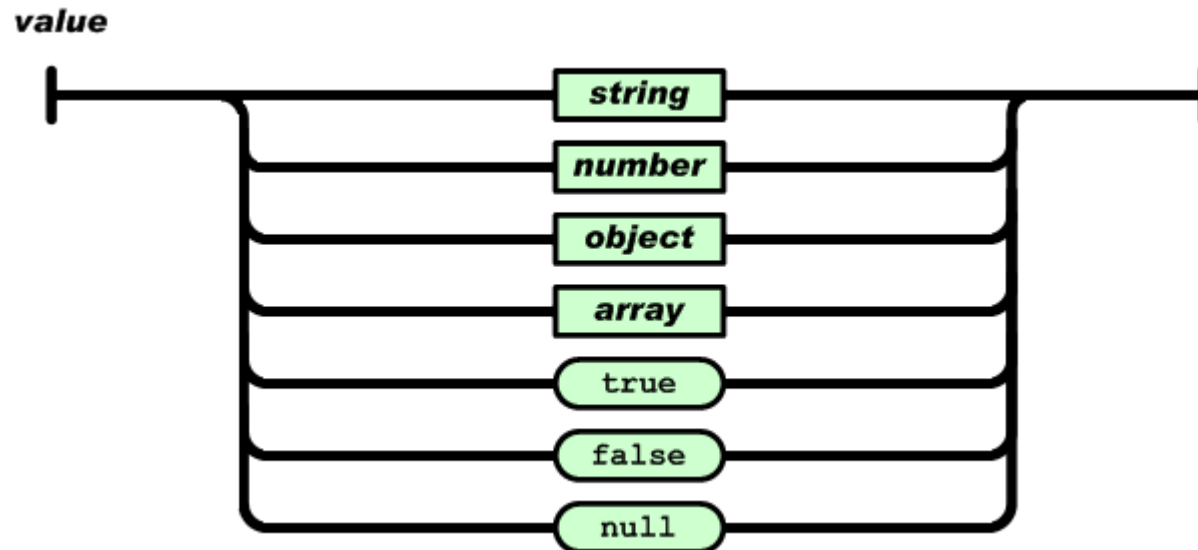 value
string
number
object
array
true
false
null